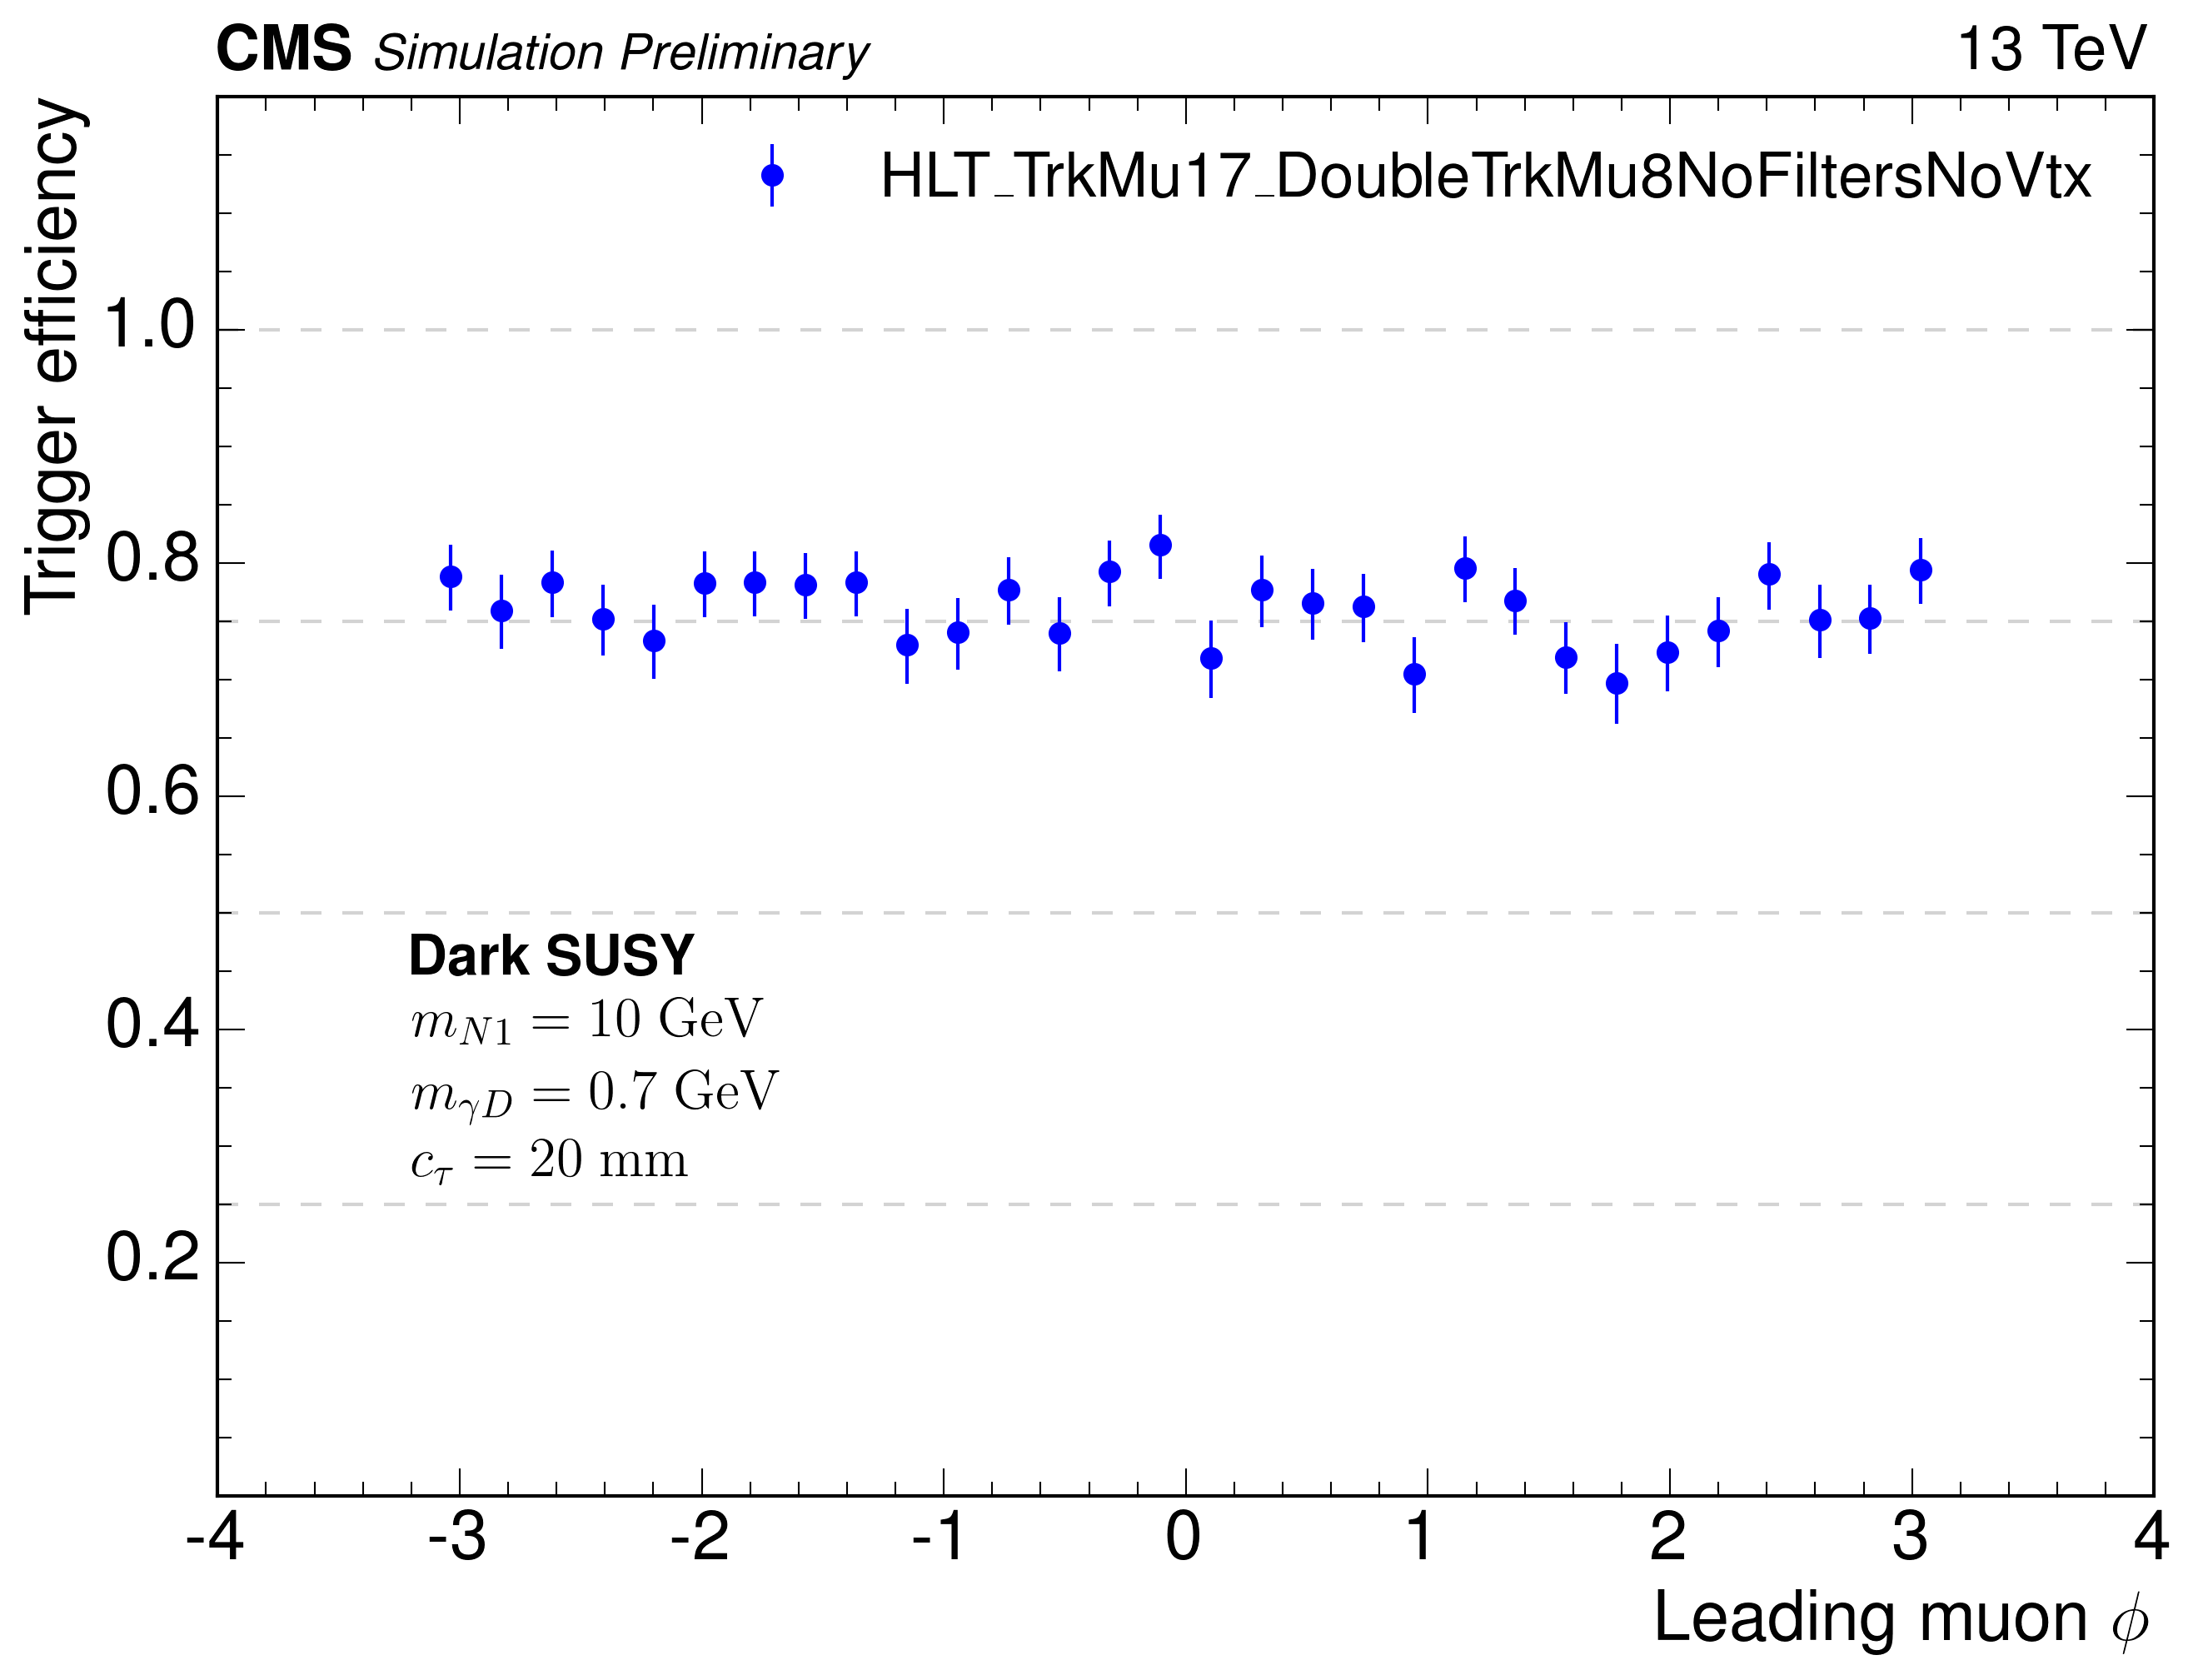 CMS Simulation Preliminary 13 TeV
Trigger efficiency
HLT_TrkMu17_DoubleTrkMu8NoFiltersNoVtx
1.0
0.8
0.6
0.4
0.2
Dark SUSY
m_{N1} = 10 GeV
m_{γD} = 0.7 GeV
c_τ = 20 mm
-4 -3 -2 -1 0 1 2 3 4
Leading muon ϕ